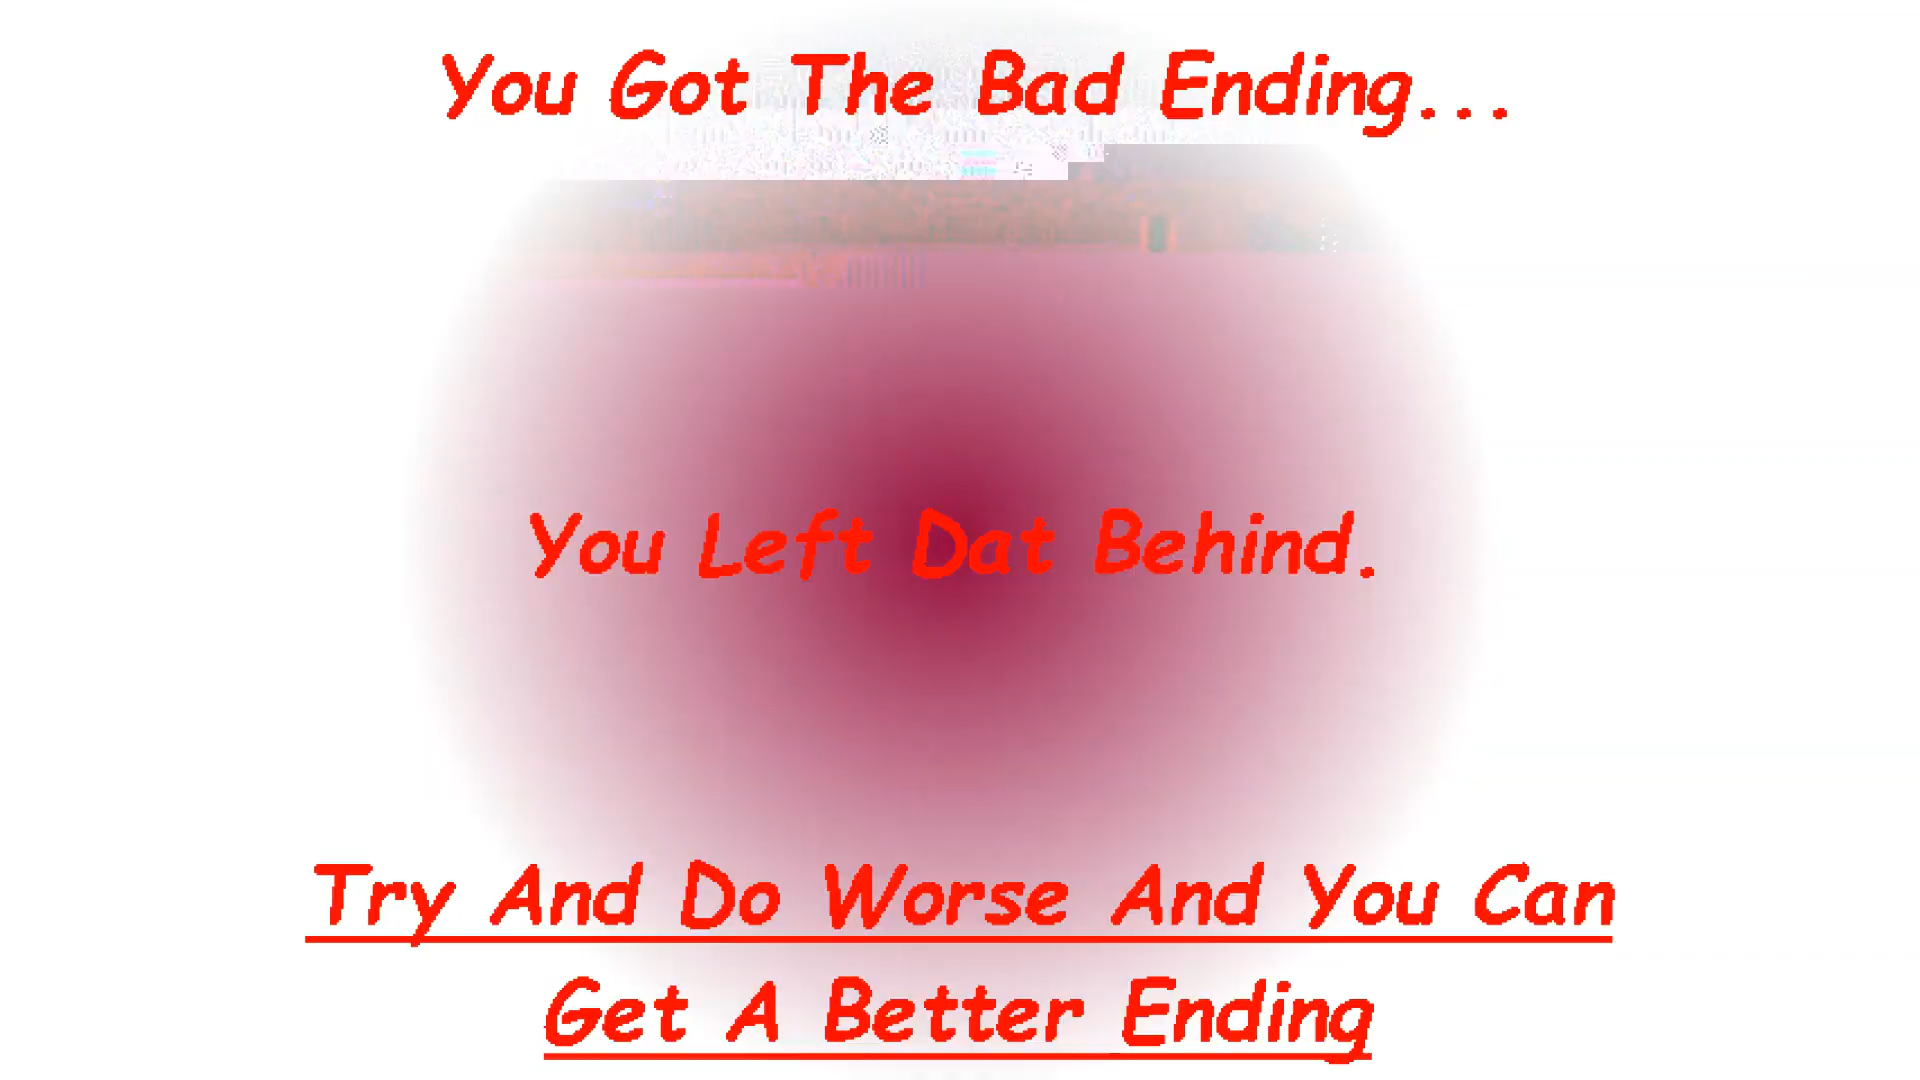 You Got The Bad Ending...
You Left Dat Behind.
Try And Do Worse And You Can
Get A Better Ending